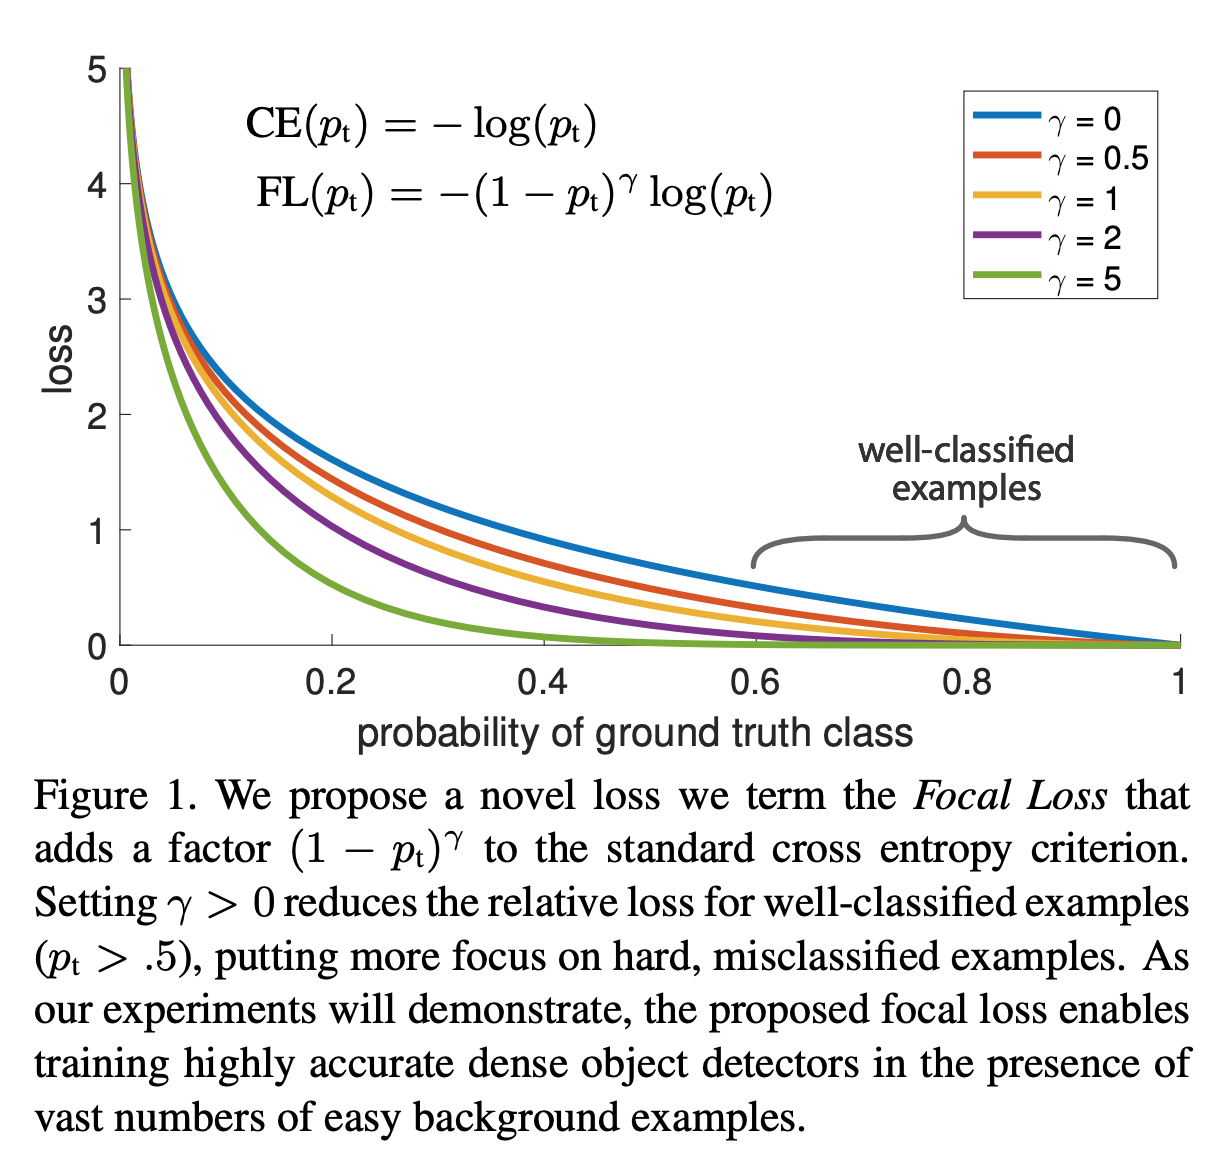 5
CE(pt) = − log(pt)
FL(pt) = −(1 − pt)γ log(pt)
γ = 0
γ = 0.5
γ = 1
γ = 2
γ = 5
4
3
loss
2
well-classified
examples
1
0
0 0.2 0.4 0.6 0.8 1
probability of ground truth class
Figure 1. We propose a novel loss we term the Focal Loss that
adds a factor (1 − pt)γ to the standard cross entropy criterion.
Setting γ > 0 reduces the relative loss for well-classified examples
(pt > .5), putting more focus on hard, misclassified examples. As
our experiments will demonstrate, the proposed focal loss enables
training highly accurate dense object detectors in the presence of
vast numbers of easy background examples.